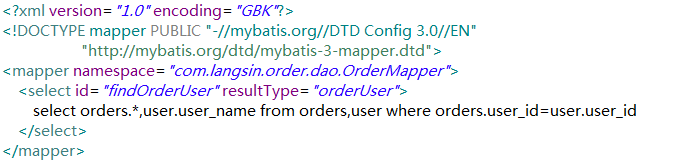 <?xml version="1.0" encoding="GBK"?>
<!DOCTYPE mapper PUBLIC "-//mybatis.org//DTD Config 3.0//EN"
"http://mybatis.org/dtd/mybatis-3-mapper.dtd">
<mapper namespace="com.langsin.order.dao.OrderMapper">
<select id="findOrderUser" resultType="orderUser">
select orders.*,user.user_name from orders,user where orders.user_id=user.user_id
</select>
</mapper>